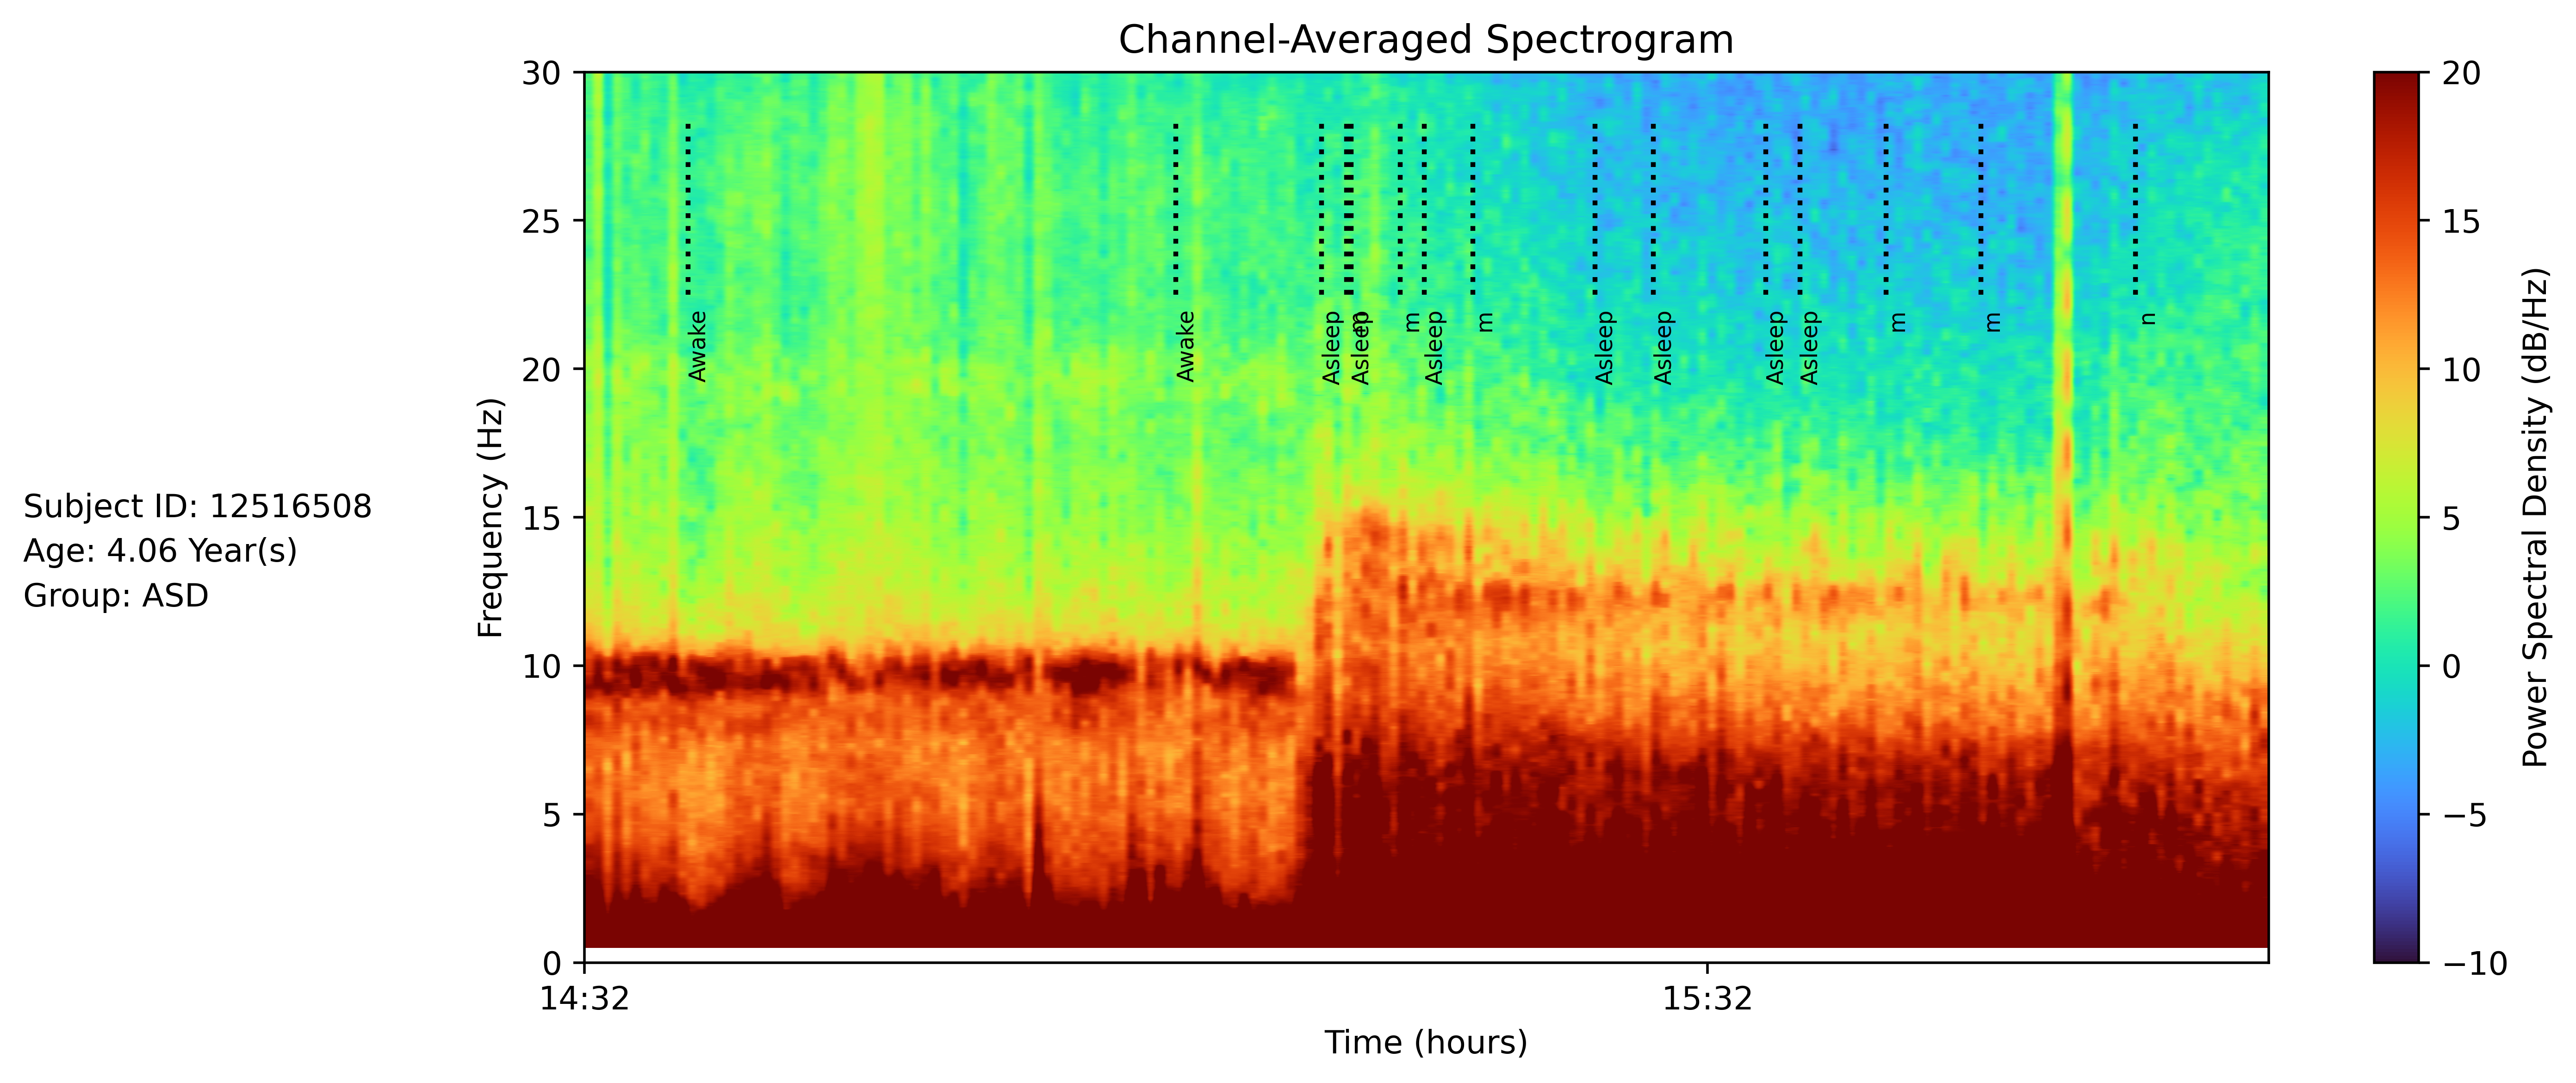 Channel-Averaged Spectrogram
Subject ID: 12516508
Age: 4.06 Year(s)
Group: ASD
Frequency (Hz)
30
25
20
15
10
5
0
Awake
Awake
Asleep
m
Asleep
m
Asleep
m
Asleep
Asleep
Asleep
Asleep
m
m
n
14:32
15:32
Time (hours)
20
15
10
5
0
−5
−10
Power Spectral Density (dB/Hz)